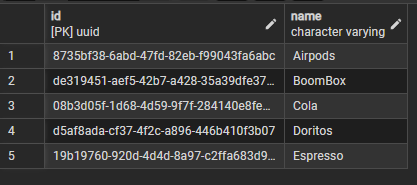 id name
[PK] uuid character varying
1 8735bf38-6abd-47fd-82eb-f99043fa6abc Airpods
2 de319451-aef5-42b7-a428-35a39dfe37... BoomBox
3 08b3d05f-1d68-4d59-9f7f-284140e8fe... Cola
4 d5af8ada-cf37-4f2c-a896-446b410f3b07 Doritos
5 19b19760-920d-4d4d-8a97-c2ffa683d9... Espresso